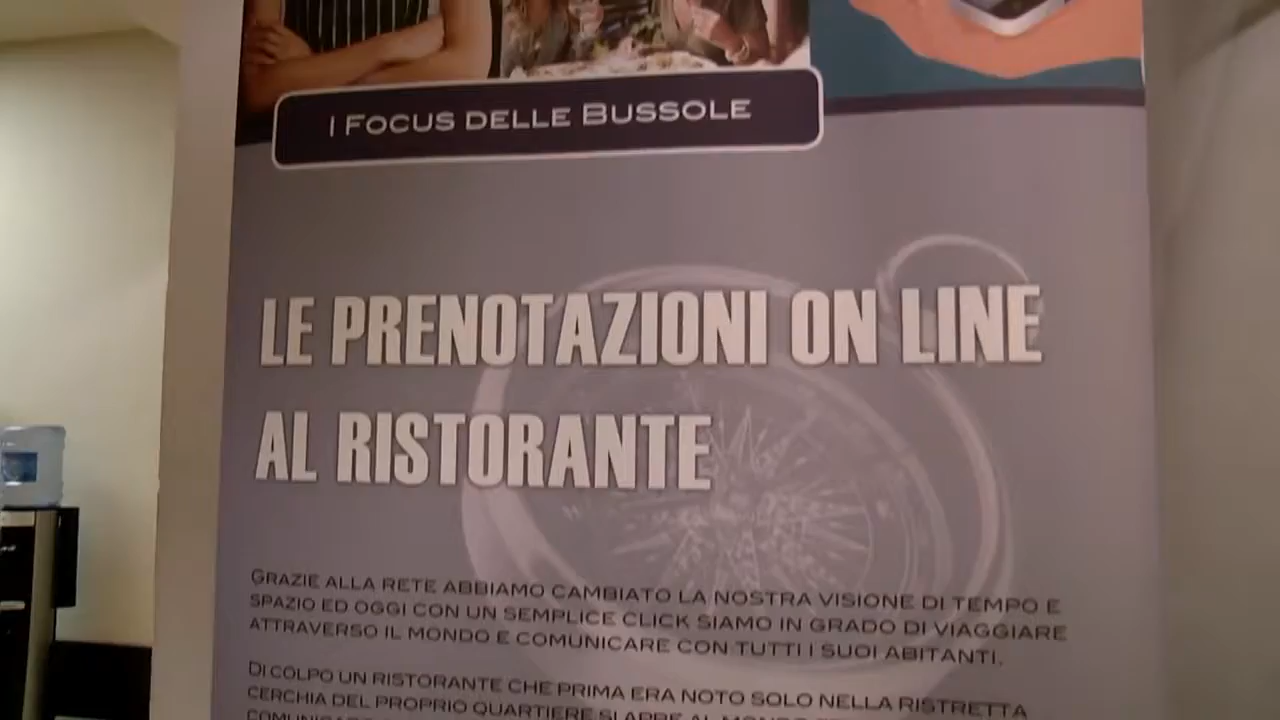 I FOCUS DELLE BUSSOLE
LE PRENOTAZIONI ON LINE
AL RISTORANTE
GRAZIE ALLA RETE ABBIAMO CAMBIATO LA NOSTRA VISIONE DI TEMPO E
SPAZIO ED OGGI CON UN SEMPLICE CLICK SIAMO IN GRADO DI VIAGGIARE
ATTRAVERSO IL MONDO E COMUNICARE CON TUTTI I SUOI ABITANTI.
DI COLPO UN RISTORANTE CHE PRIMA ERA NOTO SOLO NELLA RISTRETTA
CERCHIA DEL PROPRIO QUARTIERE SI APRE AL MONDO